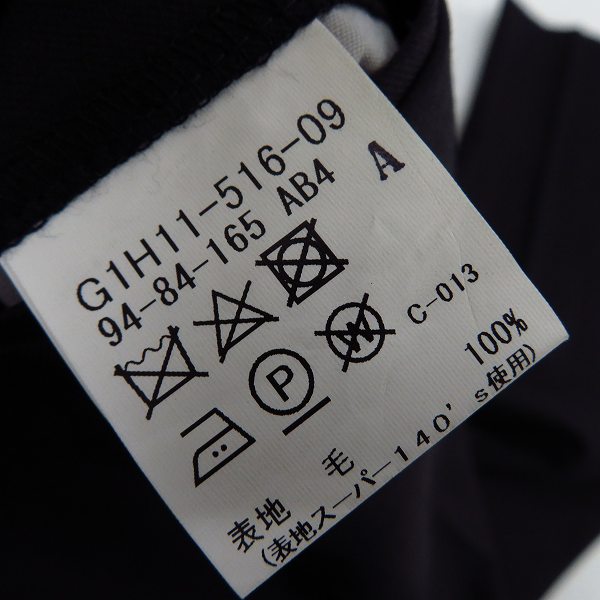 G1H11-516-09
94-84-165 AB4 A
W
P
C-013
表地 毛 100%
(表地スーパー140's使用)